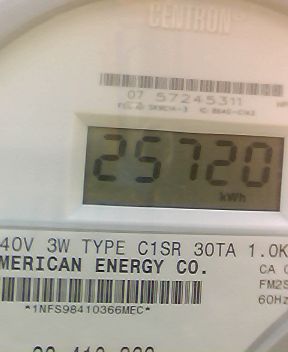 CENTRON
07 57245311
25720
kWh
40V 3W TYPE C1SR 30TA 1.0K
MERICAN ENERGY CO.
CA
FM2S
60Hz
*1NFS98410366MEC*